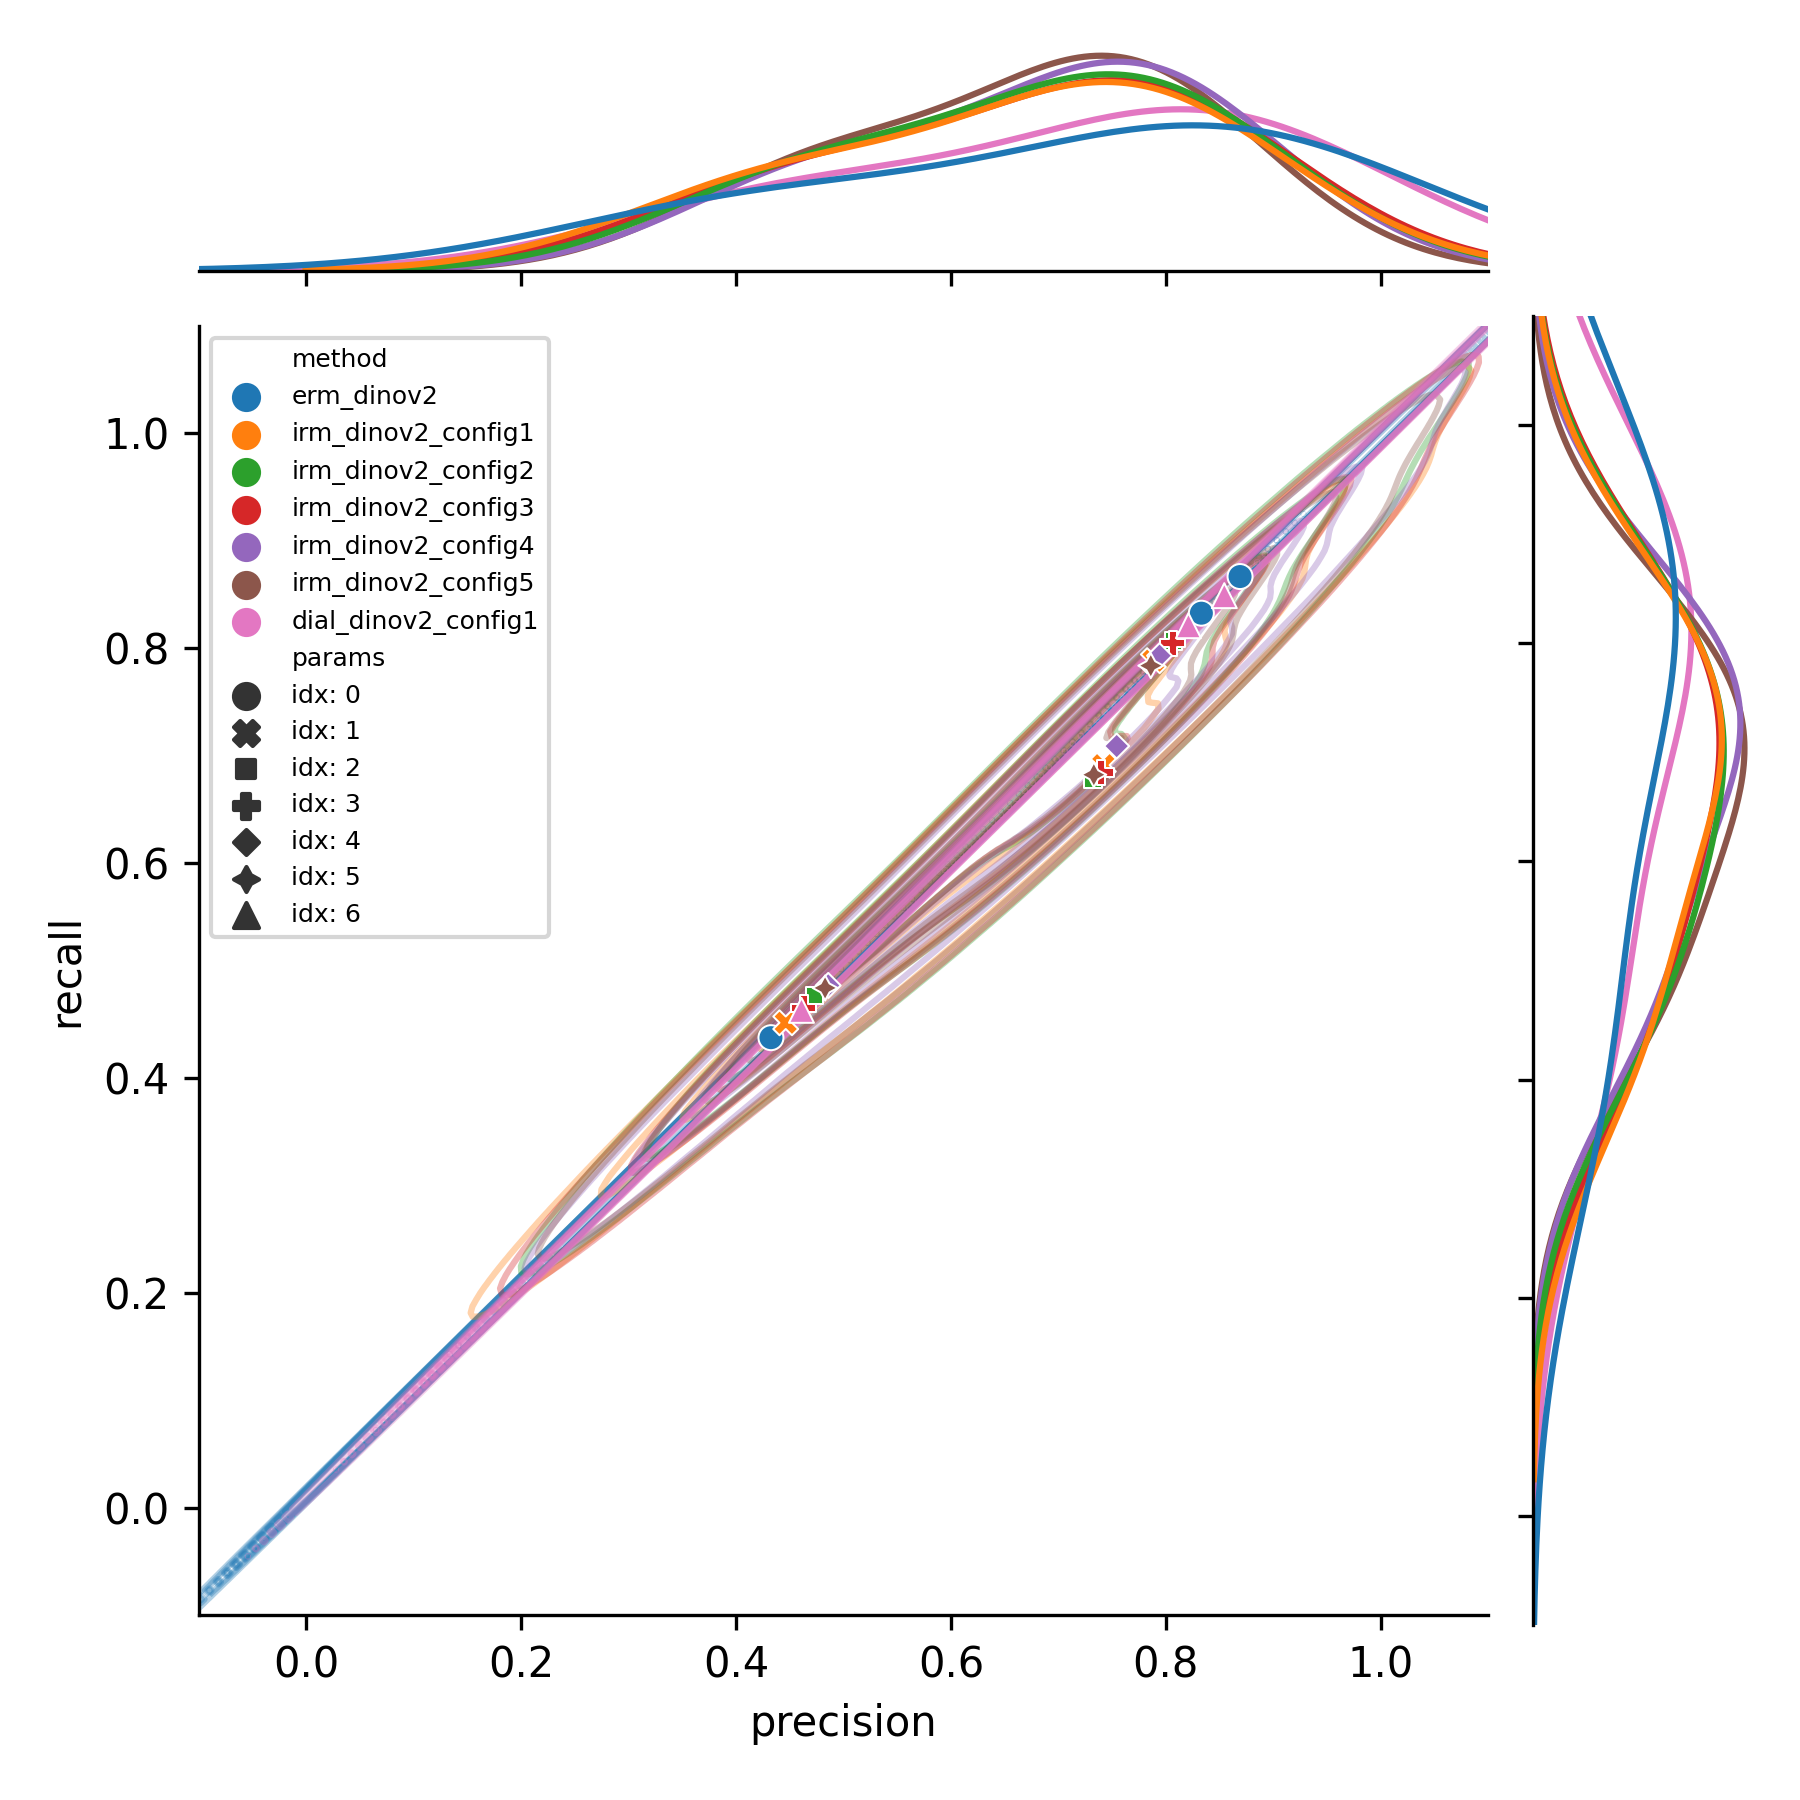 method
erm_dinov2
irm_dinov2_config1
irm_dinov2_config2
irm_dinov2_config3
irm_dinov2_config4
irm_dinov2_config5
dial_dinov2_config1
params
idx: 0
idx: 1
idx: 2
idx: 3
idx: 4
idx: 5
idx: 6
1.0
0.8
0.6
0.4
0.2
0.0
recall
0.0 0.2 0.4 0.6 0.8 1.0
precision